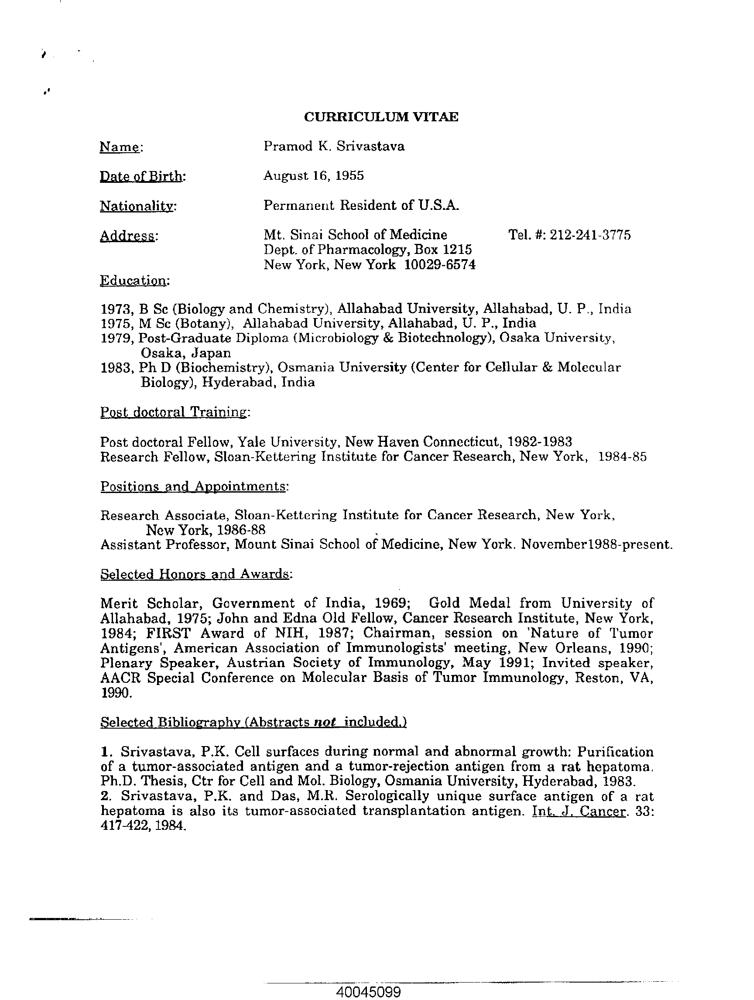 CURRICULUM VITAE
Name: Pramod K. Srivastava
Date of Birth: August 16, 1955
Nationality: Permanent Resident of U.S.A.
Address: Mt. Sinai School of Medicine Tel. #: 212-241-3775
Dept. of Pharmacology, Box 1215
New York, New York 10029-6574
Education:
1973, B Sc (Biology and Chemistry), Allahabad University, Allahabad, U. P., India
1975, M Sc (Botany), Allahabad University, Allahabad, U. P., India
1979, Post-Graduate Diploma (Microbiology & Biotechnology), Osaka University,
Osaka, Japan
1983, Ph D (Biochemistry), Osmania University (Center for Cellular & Molecular
Biology), Hyderabad, India
Post doctoral Training:
Post doctoral Fellow, Yale University, New Haven Connecticut, 1982-1983
Research Fellow, Sloan-Kettering Institute for Cancer Research, New York, 1984-85
Positions and Appointments:
Research Associate, Sloan-Kettering Institute for Cancer Research, New York,
New York, 1986-88
Assistant Professor, Mount Sinai School of Medicine, New York. November1988-present.
Selected Honors and Awards:
Merit Scholar, Government of India, 1969; Gold Medal from University of
Allahabad, 1975; John and Edna Old Fellow, Cancer Research Institute, New York,
1984; FIRST Award of NIH, 1987; Chairman, session on 'Nature of Tumor
Antigens', American Association of Immunologists' meeting, New Orleans, 1990;
Plenary Speaker, Austrian Society of Immunology, May 1991; Invited speaker,
AACR Special Conference on Molecular Basis of Tumor Immunology, Reston, VA,
1990.
Selected Bibliography (Abstracts not included.)
1. Srivastava, P.K. Cell surfaces during normal and abnormal growth: Purification
of a tumor-associated antigen and a tumor-rejection antigen from a rat hepatoma.
Ph.D. Thesis, Ctr for Cell and Mol. Biology, Osmania University, Hyderabad, 1983.
2. Srivastava, P.K. and Das, M.R. Serologically unique surface antigen of a rat
hepatoma is also its tumor-associated transplantation antigen. Int. J. Cancer. 33:
417-422, 1984.
40045099